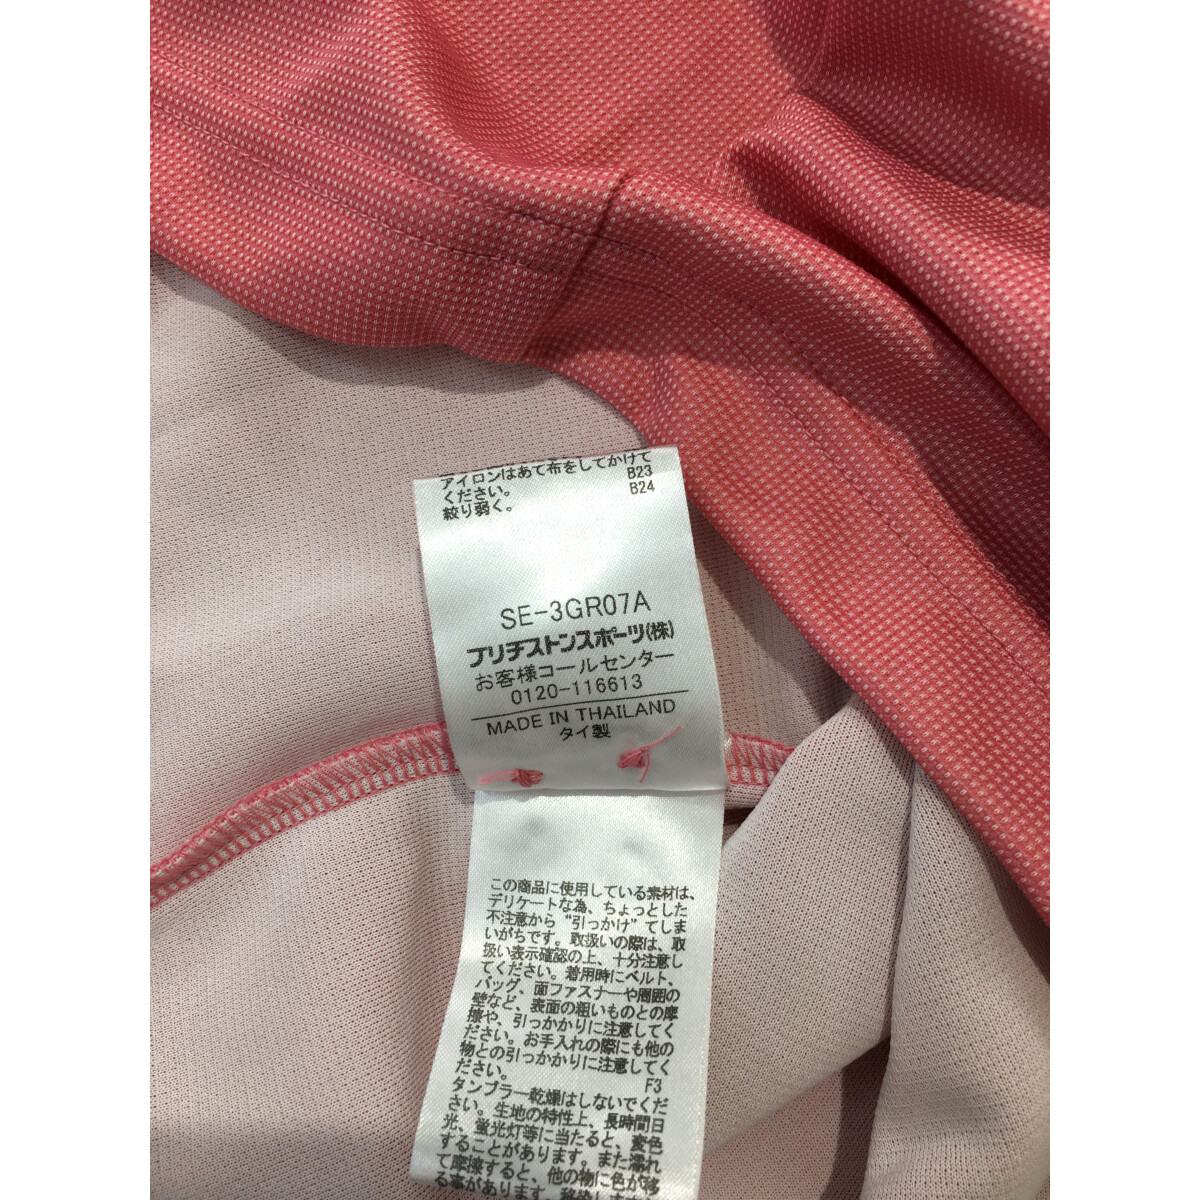 アイロンはあて布をしてかけて
ください。 B23
絞り弱く。 B24
SE-3GR07A
ブリヂストンスポーツ(株)
お客様コールセンター
0120-116613
MADE IN THAILAND
タイ製
この商品に使用している素材は、
デリケートな為、ちょっとした
不注意から"引っかけ"てしま
いがちです。取扱いの際は、取
扱い表示確認の上、十分注意し
てください。着用時にベルト、
バッグ、面ファスナーや周囲の
壁など、表面の粗いものとの摩
擦や、引っかかりに注意してく
ださい。お手入れの際にも他の
物との引っかかりに注意してく
ださい。 F3
タンブラー乾燥はしないでくだ
さい。生地の特性上、長時間日
光、蛍光灯等に当たると、変色
することがあります。また濡れ
て摩擦すると、他の物に色が移
る事があります。